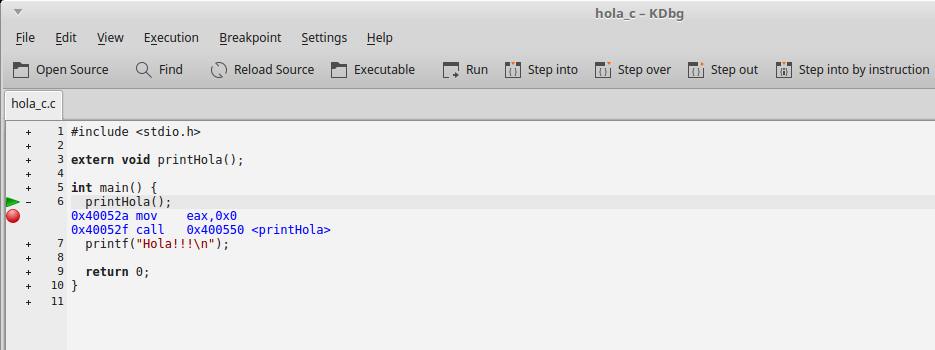 hola_c – KDbg
File Edit View Execution Breakpoint Settings Help
Open Source Find Reload Source Executable Run Step into Step over Step out Step into by instruction
hola_c.c
+ 1 #include <stdio.h>
+ 2
+ 3 extern void printHola();
+ 4
+ 5 int main() {
- 6 printHola();
0x40052a mov eax,0x0
0x40052f call 0x400550 <printHola>
+ 7 printf("Hola!!!\n");
+ 8
+ 9 return 0;
+ 10 }
+ 11